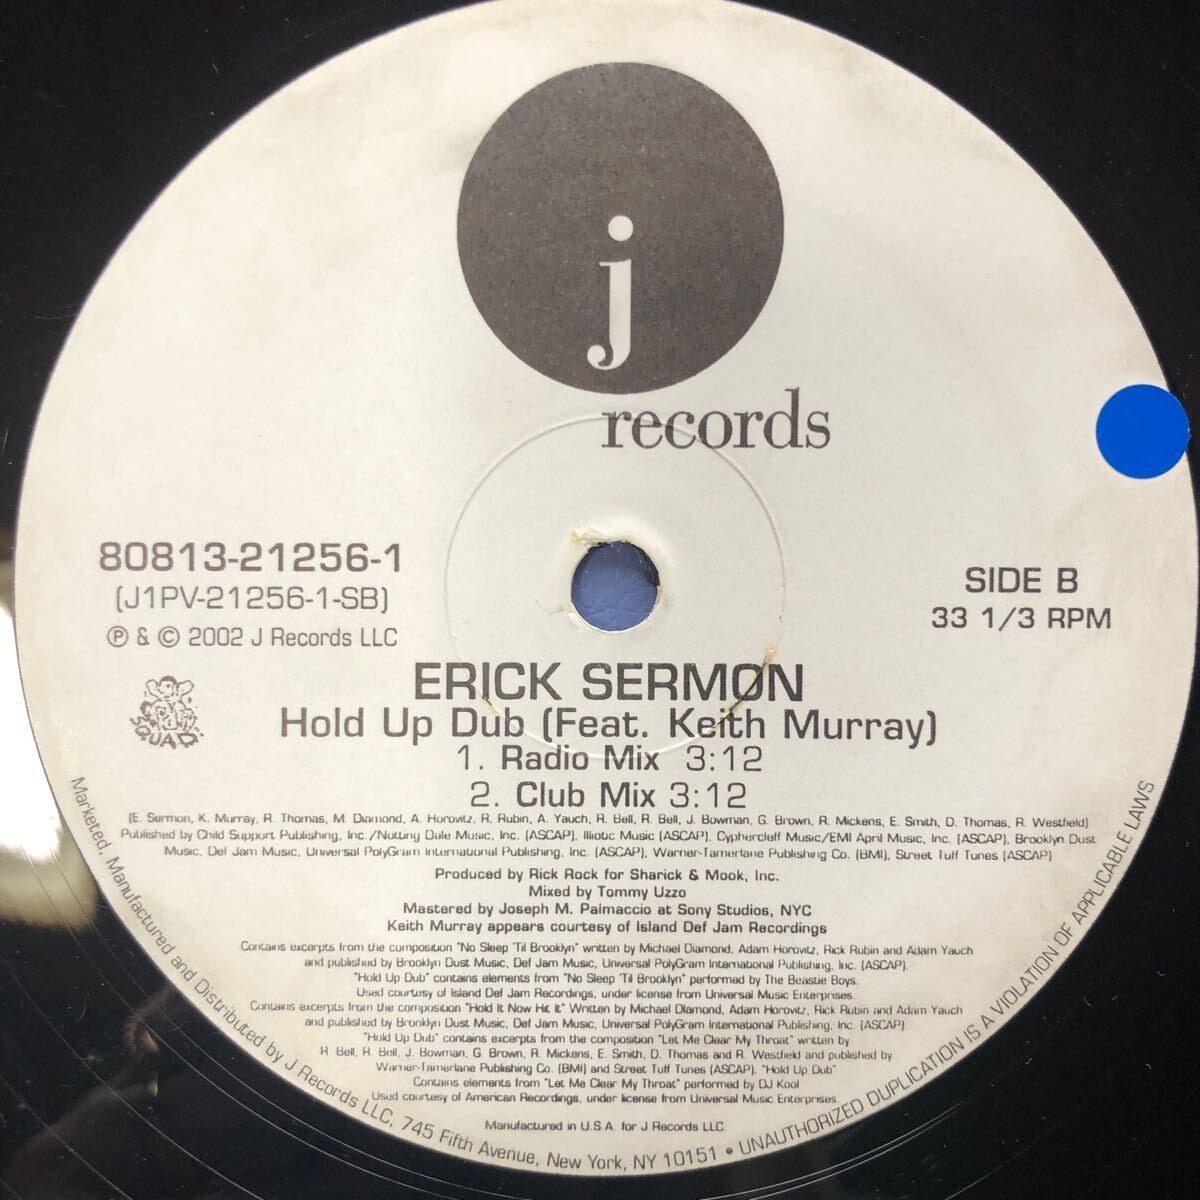 j
records
80813-21256-1
(J1PV-21256-1-SB)
℗ & © 2002 J Records LLC
SIDE B
33 1/3 RPM
SQUAD
ERICK SERMON
Hold Up Dub (Feat. Keith Murray)
1. Radio Mix 3:12
2. Club Mix 3:12
(E. Sermon, K. Murray, R. Thomas, M. Diamond, A. Horovitz, R. Rubin, A. Yauch, R. Bell, R. Bell, J. Bowman, G. Brown, R. Mickens, E. Smith, D. Thomas, R. Westfield)
Published by Child Support Publishing, Inc./Notting Dale Music, Inc. (ASCAP), Illiotic Music (ASCAP), Cyphercleff Music/EMI April Music, Inc. (ASCAP), Brooklyn Dust
Music, Def Jam Music, Universal PolyGram International Publishing, Inc. (ASCAP), Warner-Tamerlane Publishing Co. (BMI), Street Tuff Tunes (ASCAP)
Produced by Rick Rock for Sharick & Mook, Inc.
Mixed by Tommy Uzzo
Mastered by Joseph M. Palmaccio at Sony Studios, NYC
Keith Murray appears courtesy of Island Def Jam Recordings
Contains excerpts from the composition "No Sleep 'Til Brooklyn" written by Michael Diamond, Adam Horovitz, Rick Rubin and Adam Yauch
and published by Brooklyn Dust Music, Def Jam Music, Universal PolyGram International Publishing, Inc. (ASCAP).
"Hold Up Dub" contains elements from "No Sleep 'Til Brooklyn" performed by The Beastie Boys.
Used courtesy of Island Def Jam Recordings, under license from Universal Music Enterprises.
Contains excerpts from the composition "Hold It Now Hit It" Written by Michael Diamond, Adam Horovitz, Rick Rubin and Adam Yauch
and published by Brooklyn Dust Music, Def Jam Music, Universal PolyGram International Publishing, Inc. (ASCAP).
"Hold Up Dub" contains excerpts from the composition "Let Me Clear My Throat" written by
R. Bell, R. Bell, J. Bowman, G. Brown, R. Mickens, E. Smith, D. Thomas and R. Westfield and published by
Warner-Tamerlane Publishing Co. (BMI) and Street Tuff Tunes (ASCAP). "Hold Up Dub"
Contains elements from "Let Me Clear My Throat" performed by DJ Kool
Used courtesy of American Recordings, under license from Universal Music Enterprises.
Manufactured in U.S.A. for J Records LLC.
Marketed, Manufactured and Distributed by J Records LLC, 745 Fifth Avenue, New York, NY 10151 • UNAUTHORIZED DUPLICATION IS A VIOLATION OF APPLICABLE LAWS